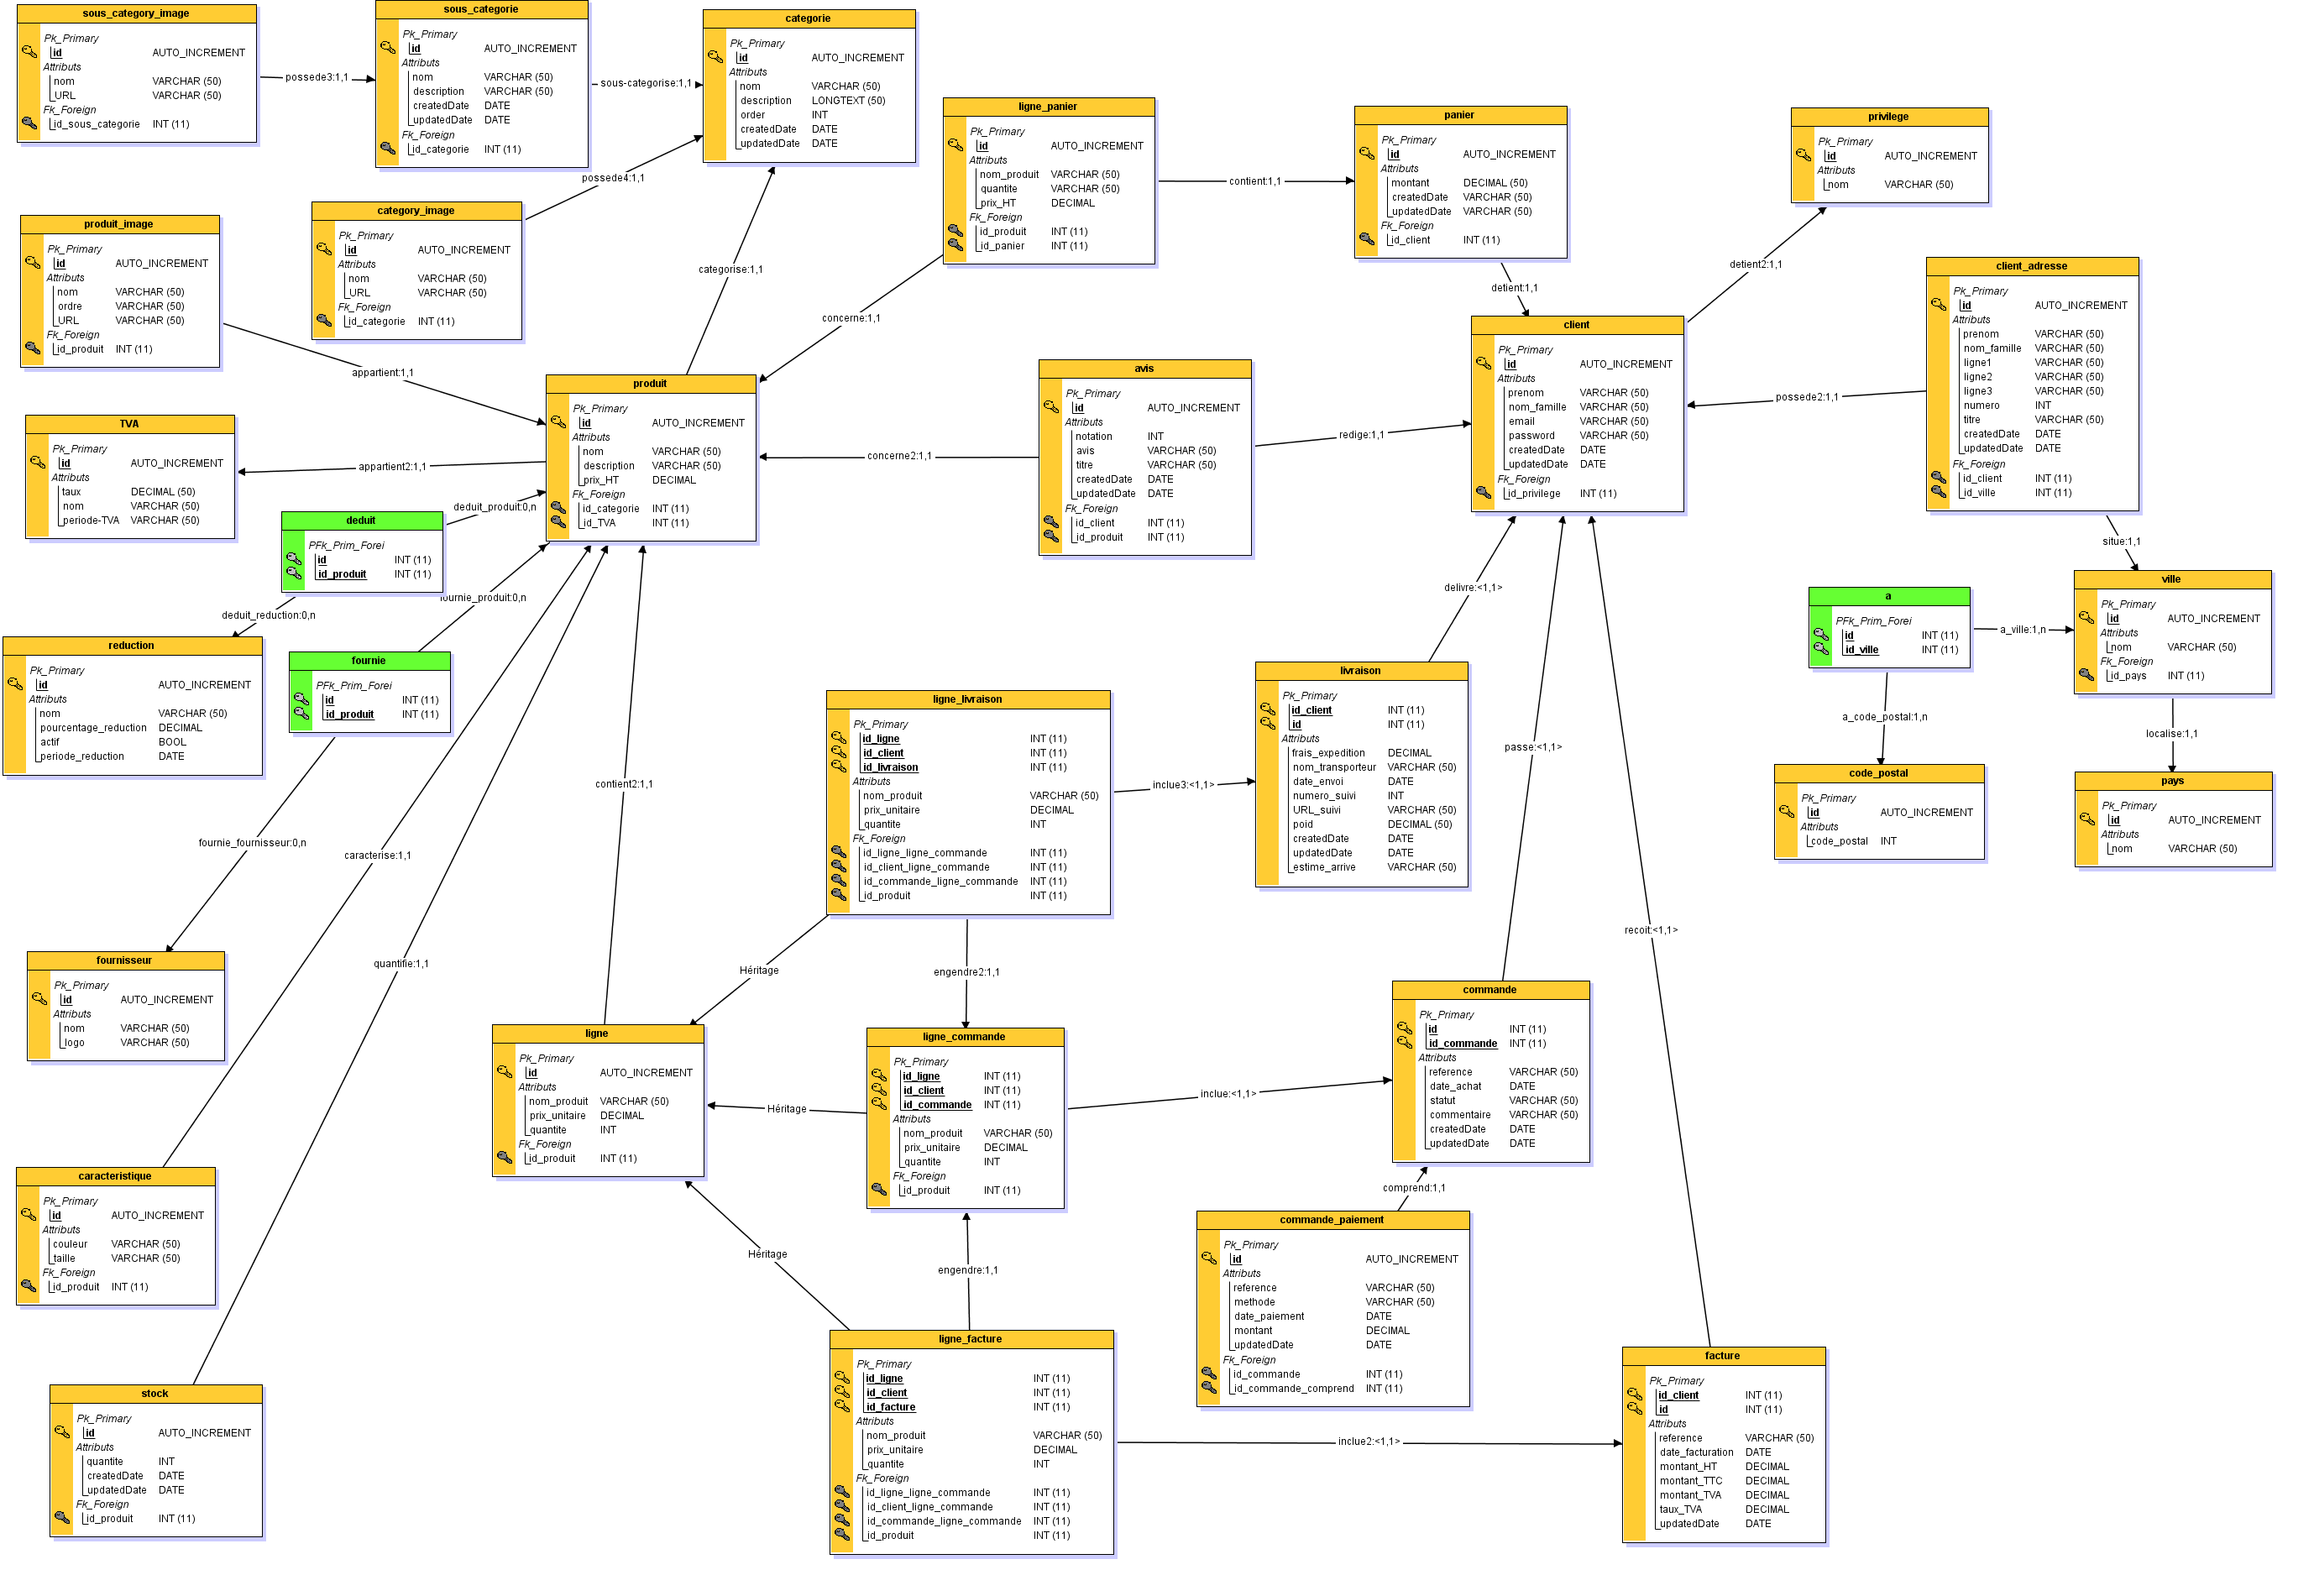 sous_category_image
Pk_Primary
id AUTO_INCREMENT
Attributs
nom VARCHAR (50)
URL VARCHAR (50)
Fk_Foreign
id_sous_categorie INT (11)
possede3:1,1
sous_categorie
Pk_Primary
id AUTO_INCREMENT
Attributs
nom VARCHAR (50)
description VARCHAR (50)
createdDate DATE
updatedDate DATE
Fk_Foreign
id_categorie INT (11)
sous-categorise:1,1
categorie
Pk_Primary
id AUTO_INCREMENT
Attributs
nom VARCHAR (50)
description LONGTEXT (50)
order INT
createdDate DATE
updatedDate DATE
possede4:1,1
category_image
Pk_Primary
id AUTO_INCREMENT
Attributs
nom VARCHAR (50)
URL VARCHAR (50)
Fk_Foreign
id_categorie INT (11)
categorise:1,1
ligne_panier
Pk_Primary
id AUTO_INCREMENT
Attributs
nom_produit VARCHAR (50)
quantite VARCHAR (50)
prix_HT DECIMAL
Fk_Foreign
id_produit INT (11)
id_panier INT (11)
contient:1,1
concerne:1,1
panier
Pk_Primary
id AUTO_INCREMENT
Attributs
montant DECIMAL (50)
createdDate VARCHAR (50)
updatedDate VARCHAR (50)
Fk_Foreign
id_client INT (11)
detient:1,1
privilege
Pk_Primary
id AUTO_INCREMENT
Attributs
nom VARCHAR (50)
detient2:1,1
client_adresse
Pk_Primary
id AUTO_INCREMENT
Attributs
prenom VARCHAR (50)
nom_famille VARCHAR (50)
ligne1 VARCHAR (50)
ligne2 VARCHAR (50)
ligne3 VARCHAR (50)
numero INT
titre VARCHAR (50)
createdDate DATE
updatedDate DATE
Fk_Foreign
id_client INT (11)
id_ville INT (11)
possede2:1,1
situe:1,1
produit_image
Pk_Primary
id AUTO_INCREMENT
Attributs
nom VARCHAR (50)
ordre VARCHAR (50)
URL VARCHAR (50)
Fk_Foreign
id_produit INT (11)
appartient:1,1
client
Pk_Primary
id AUTO_INCREMENT
Attributs
prenom VARCHAR (50)
nom_famille VARCHAR (50)
email VARCHAR (50)
password VARCHAR (50)
createdDate DATE
updatedDate DATE
Fk_Foreign
id_privilege INT (11)
avis
Pk_Primary
id AUTO_INCREMENT
Attributs
notation INT
avis VARCHAR (50)
titre VARCHAR (50)
createdDate DATE
updatedDate DATE
Fk_Foreign
id_client INT (11)
id_produit INT (11)
redige:1,1
concerne2:1,1
produit
Pk_Primary
id AUTO_INCREMENT
Attributs
nom VARCHAR (50)
description VARCHAR (50)
prix_HT DECIMAL
Fk_Foreign
id_categorie INT (11)
id_TVA INT (11)
TVA
Pk_Primary
id AUTO_INCREMENT
Attributs
taux DECIMAL (50)
nom VARCHAR (50)
periode-TVA VARCHAR (50)
appartient2:1,1
deduit_produit:0,n
deduit
PFk_Prim_Forei
id INT (11)
id_produit INT (11)
deduit_reduction:0,n
fournie_produit:0,n
reduction
Pk_Primary
id AUTO_INCREMENT
Attributs
nom VARCHAR (50)
pourcentage_reduction DECIMAL
actif BOOL
periode_reduction DATE
fournie
PFk_Prim_Forei
id INT (11)
id_produit INT (11)
fournie_fournisseur:0,n
caracterise:1,1
quantifie:1,1
contient2:1,1
delivre:<1,1>
passe:<1,1>
recoit:<1,1>
a
PFk_Prim_Forei
id INT (11)
id_ville INT (11)
a_ville:1,n
a_code_postal:1,n
ville
Pk_Primary
id AUTO_INCREMENT
Attributs
nom VARCHAR (50)
Fk_Foreign
id_pays INT (11)
localise:1,1
code_postal
Pk_Primary
id AUTO_INCREMENT
Attributs
code_postal INT
pays
Pk_Primary
id AUTO_INCREMENT
Attributs
nom VARCHAR (50)
livraison
Pk_Primary
id_client INT (11)
id INT (11)
Attributs
frais_expedition DECIMAL
nom_transporteur VARCHAR (50)
date_envoi DATE
numero_suivi INT
URL_suivi VARCHAR (50)
poid DECIMAL (50)
createdDate DATE
updatedDate DATE
estime_arrive VARCHAR (50)
ligne_livraison
Pk_Primary
id_ligne INT (11)
id_client INT (11)
id_livraison INT (11)
Attributs
nom_produit VARCHAR (50)
prix_unitaire DECIMAL
quantite INT
Fk_Foreign
id_ligne_ligne_commande INT (11)
id_client_ligne_commande INT (11)
id_commande_ligne_commande INT (11)
id_produit INT (11)
inclue3:<1,1>
Héritage
engendre2:1,1
fournisseur
Pk_Primary
id AUTO_INCREMENT
Attributs
nom VARCHAR (50)
logo VARCHAR (50)
ligne
Pk_Primary
id AUTO_INCREMENT
Attributs
nom_produit VARCHAR (50)
prix_unitaire DECIMAL
quantite INT
Fk_Foreign
id_produit INT (11)
Héritage
ligne_commande
Pk_Primary
id_ligne INT (11)
id_client INT (11)
id_commande INT (11)
Attributs
nom_produit VARCHAR (50)
prix_unitaire DECIMAL
quantite INT
Fk_Foreign
id_produit INT (11)
inclue:<1,1>
commande
Pk_Primary
id INT (11)
id_commande INT (11)
Attributs
reference VARCHAR (50)
date_achat DATE
statut VARCHAR (50)
commentaire VARCHAR (50)
createdDate DATE
updatedDate DATE
comprend:1,1
caracteristique
Pk_Primary
id AUTO_INCREMENT
Attributs
couleur VARCHAR (50)
taille VARCHAR (50)
Fk_Foreign
id_produit INT (11)
Héritage
engendre:1,1
commande_paiement
Pk_Primary
id AUTO_INCREMENT
Attributs
reference VARCHAR (50)
methode VARCHAR (50)
date_paiement DATE
montant DECIMAL
updatedDate DATE
Fk_Foreign
id_commande INT (11)
id_commande_comprend INT (11)
stock
Pk_Primary
id AUTO_INCREMENT
Attributs
quantite INT
createdDate DATE
updatedDate DATE
Fk_Foreign
id_produit INT (11)
ligne_facture
Pk_Primary
id_ligne INT (11)
id_client INT (11)
id_facture INT (11)
Attributs
nom_produit VARCHAR (50)
prix_unitaire DECIMAL
quantite INT
Fk_Foreign
id_ligne_ligne_commande INT (11)
id_client_ligne_commande INT (11)
id_commande_ligne_commande INT (11)
id_produit INT (11)
inclue2:<1,1>
facture
Pk_Primary
id_client INT (11)
id INT (11)
Attributs
reference VARCHAR (50)
date_facturation DATE
montant_HT DECIMAL
montant_TTC DECIMAL
montant_TVA DECIMAL
taux_TVA DECIMAL
updatedDate DATE